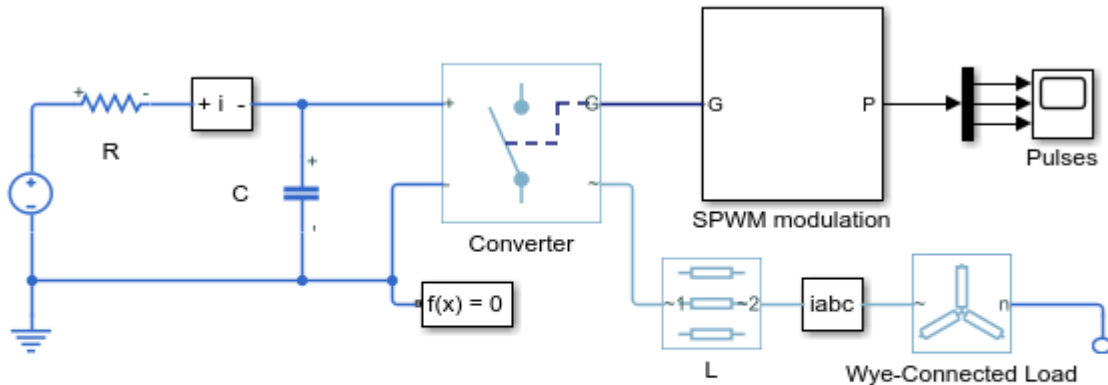 + -
+ i -
R
+
C
-
+
-
+ G
- ~
Converter
G P
SPWM modulation
Pulses
f(x) = 0
~1 ~2
L
iabc
~ n
Wye-Connected Load